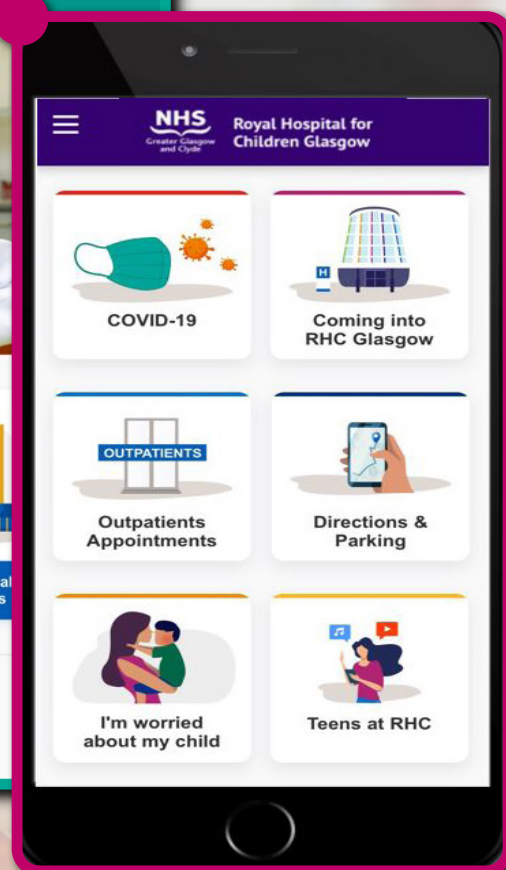 NHS
Greater Glasgow
and Clyde
Royal Hospital for
Children Glasgow
COVID-19
H
Coming into
RHC Glasgow
OUTPATIENTS
Outpatients
Appointments
Directions &
Parking
I'm worried
about my child
Teens at RHC
al
s